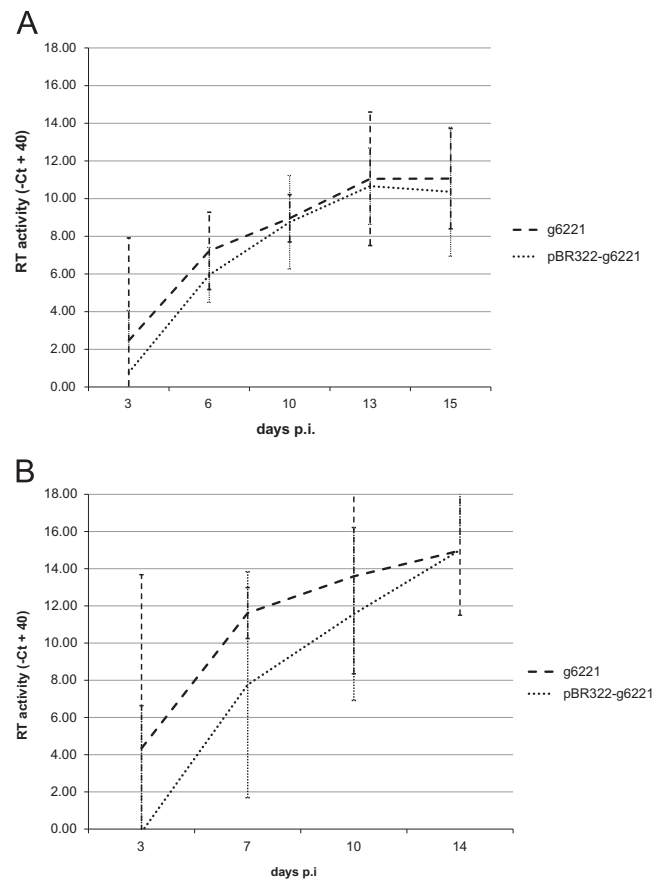 A
18.00
16.00
14.00
12.00
10.00
8.00
6.00
4.00
2.00
0.00
RT activity (-Ct + 40)
3 6 10 13 15
days p.i.
g6221
pBR322-g6221
B
18.00
16.00
14.00
12.00
10.00
8.00
6.00
4.00
2.00
0.00
RT activity (-Ct + 40)
3 7 10 14
days p.i
g6221
pBR322-g6221